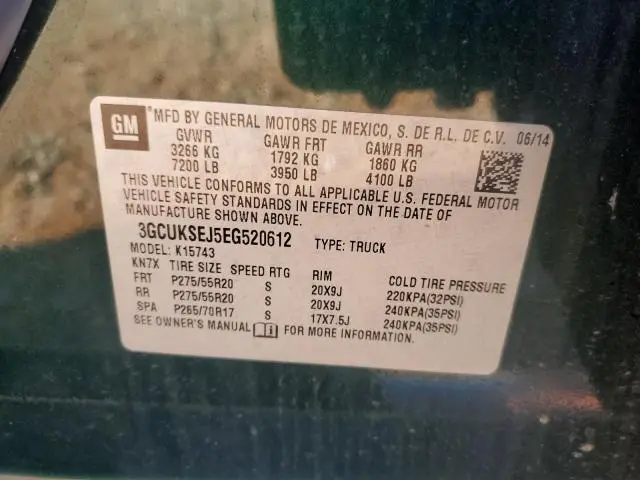 GM MFD BY GENERAL MOTORS DE MEXICO, S. DE R.L. DE C.V. 06/14
GVWR GAWR FRT GAWR RR
3266 KG 1792 KG 1860 KG
7200 LB 3950 LB 4100 LB
THIS VEHICLE CONFORMS TO ALL APPLICABLE U.S. FEDERAL MOTOR
VEHICLE SAFETY STANDARDS IN EFFECT ON THE DATE OF
MANUFACTURE SHOWN ABOVE.
3GCUKSEJ5EG520612 TYPE: TRUCK
MODEL: K15743
KN7X TIRE SIZE SPEED RTG RIM COLD TIRE PRESSURE
FRT P275/55R20 S 20X9J 220KPA(32PSI)
RR P275/55R20 S 20X9J 240KPA(35PSI)
SPA P265/70R17 S 17X7.5J 240KPA(35PSI)
SEE OWNER'S MANUAL FOR MORE INFORMATION.